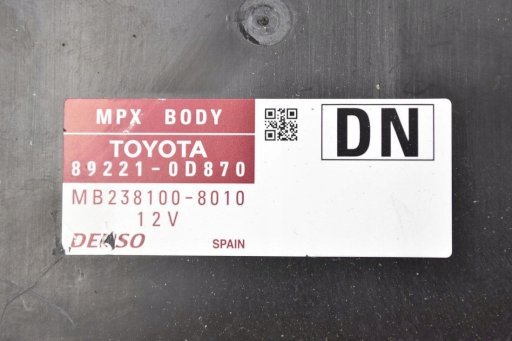 MPX BODY
TOYOTA
89221-0D870
MB238100-8010
12V
DENSO SPAIN
DN